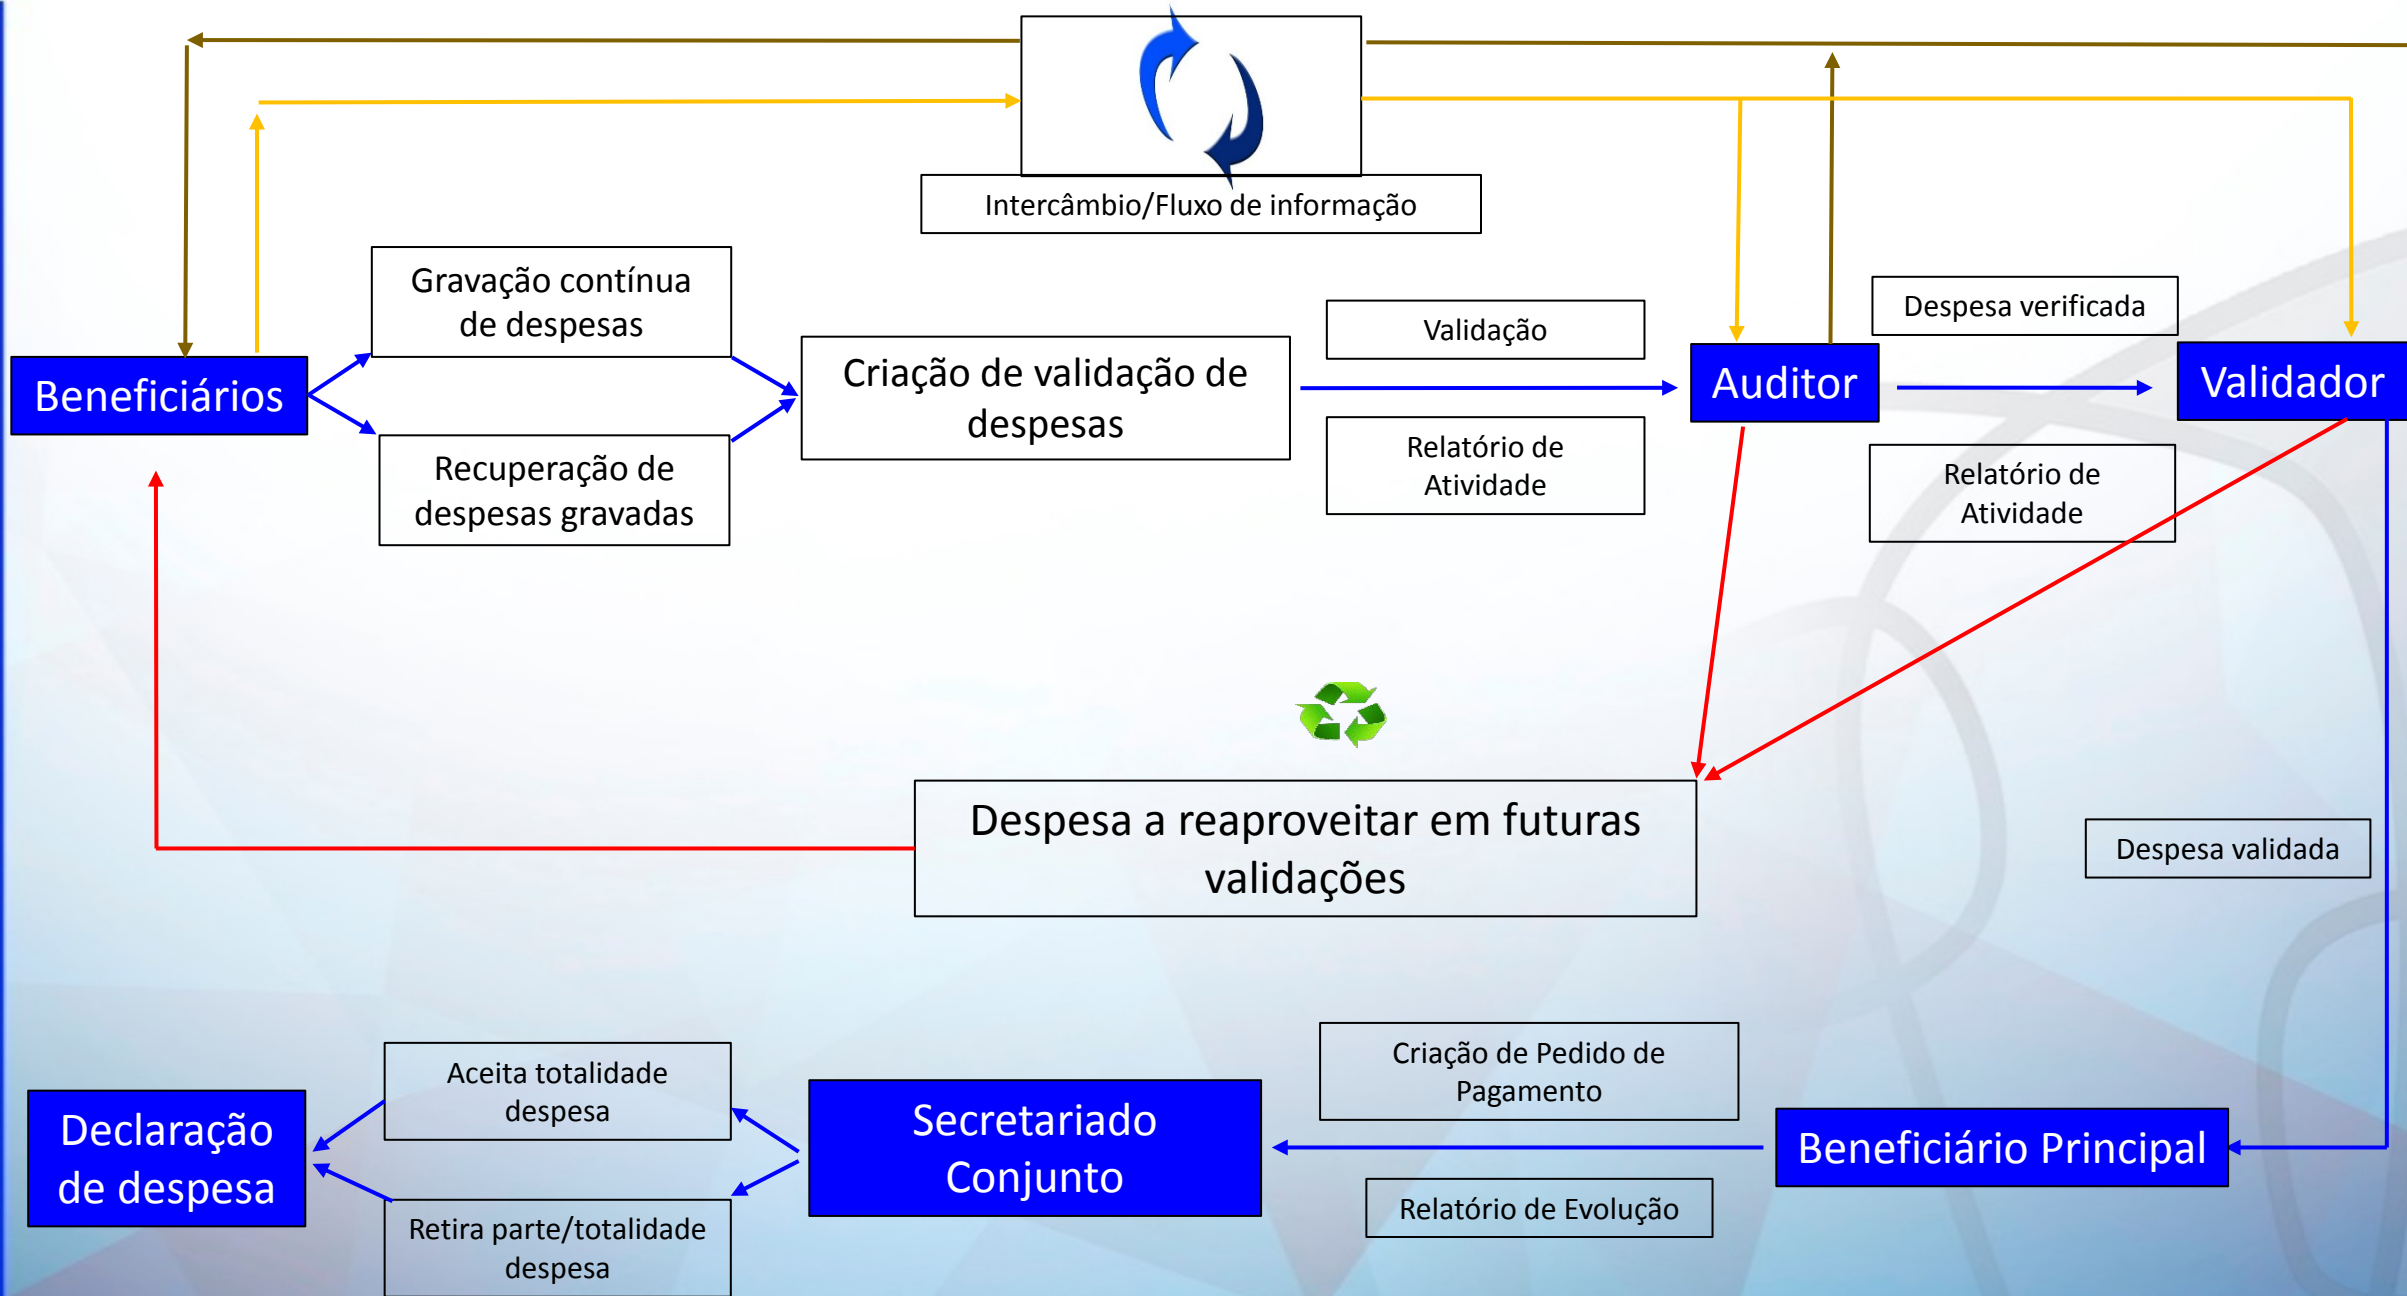 Intercâmbio/Fluxo de informação
Gravação contínua
de despesas
Validação
Despesa verificada
Beneficiários
Criação de validação de
despesas
Auditor
Validador
Recuperação de
despesas gravadas
Relatório de
Atividade
Relatório de
Atividade
Despesa a reaproveitar em futuras
validações
Despesa validada
Aceita totalidade
despesa
Criação de Pedido de
Pagamento
Declaração
de despesa
Secretariado
Conjunto
Beneficiário Principal
Retira parte/totalidade
despesa
Relatório de Evolução